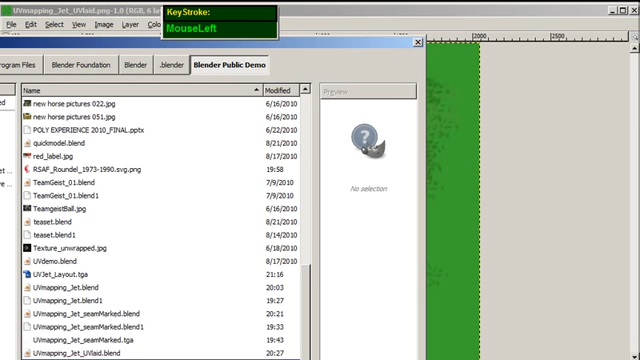 UVmapping_Jet_UVlaid.png-1.0 (RGB, 6 l
KeyStroke:
MouseLeft
File Edit Select View Image Layer Co
2000 2500
rogram Files Blender Foundation Blender .blender Blender Public Demo
Name Modified Preview
new horse pictures 022.jpg 6/16/2010
new horse pictures 051.jpg 6/16/2010
POLY EXPERIENCE 2010_FINAL.pptx 6/16/2010
quickmodel.blend 8/21/2010
red_label.jpg 8/17/2010
RSAF_Roundel_1973-1990.svg.png 19:58
No selection
TeamGeist_01.blend 7/9/2010
TeamGeist_01.blend1 7/9/2010
TeamgeistBall.jpg 6/16/2010
teaset.blend 8/21/2010
teaset.blend1 8/14/2010
Texture_unwrapped.jpg 6/18/2010
UVdemo.blend 8/17/2010
UVJet_Layout.tga 21:16
UVmapping_Jet.blend 20:03
UVmapping_Jet.blend1 19:27
UVmapping_Jet_seamMarked.blend 20:21
UVmapping_Jet_seamMarked.blend1 19:33
UVmapping_Jet_seamMarked.tga 19:43
UVmapping_Jet_UVlaid.blend 20:27